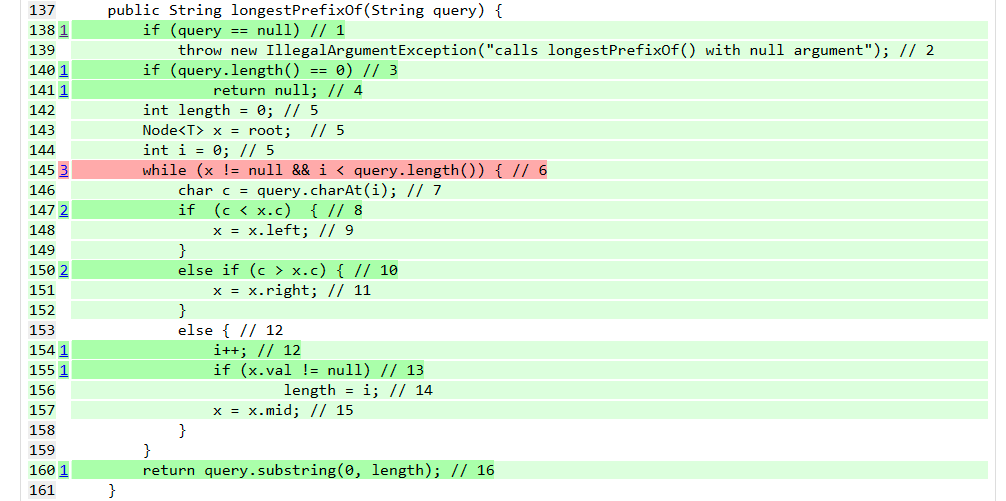 137 public String longestPrefixOf(String query) {
138 1 if (query == null) // 1
139 throw new IllegalArgumentException("calls longestPrefixOf() with null argument"); // 2
140 1 if (query.length() == 0) // 3
141 1 return null; // 4
142 int length = 0; // 5
143 Node<T> x = root; // 5
144 int i = 0; // 5
145 3 while (x != null && i < query.length()) { // 6
146 char c = query.charAt(i); // 7
147 2 if (c < x.c) { // 8
148 x = x.left; // 9
149 }
150 2 else if (c > x.c) { // 10
151 x = x.right; // 11
152 }
153 else { // 12
154 1 i++; // 12
155 1 if (x.val != null) // 13
156 length = i; // 14
157 x = x.mid; // 15
158 }
159 }
160 1 return query.substring(0, length); // 16
161 }